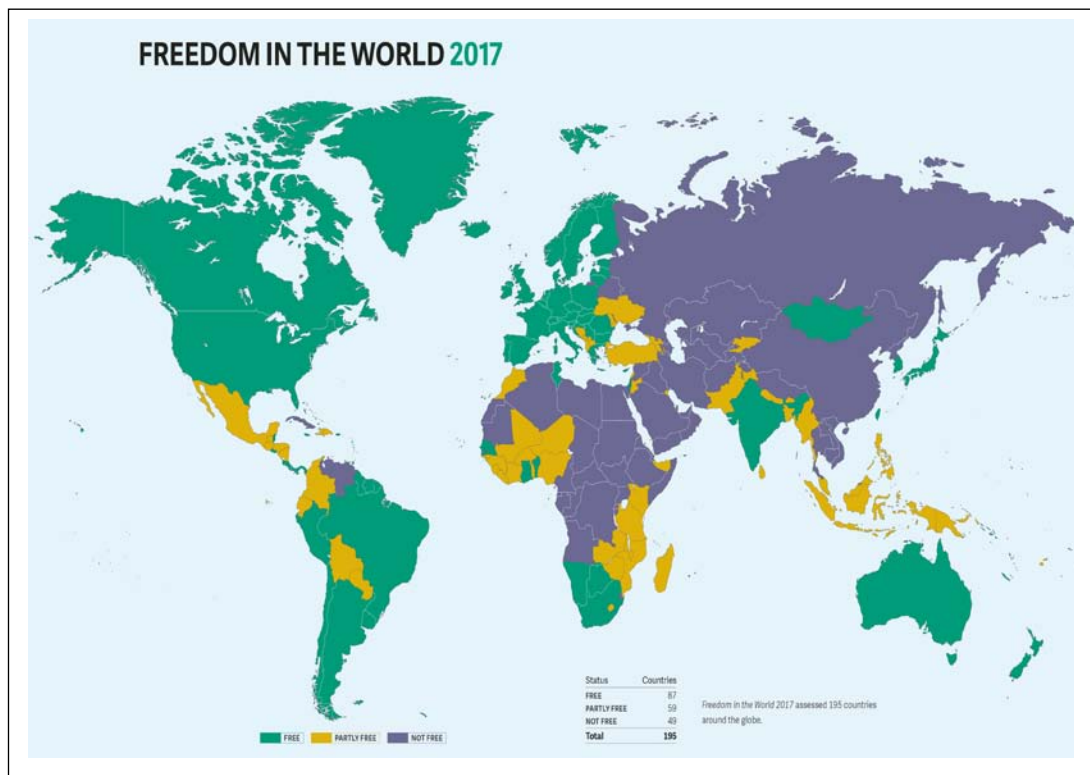 FREEDOM IN THE WORLD 2017
Status Countries
FREE 87
PARTLY FREE 59
NOT FREE 49
Total 195
Freedom in the World 2017 assessed 195 countries
around the globe.
FREE PARTLY FREE NOT FREE